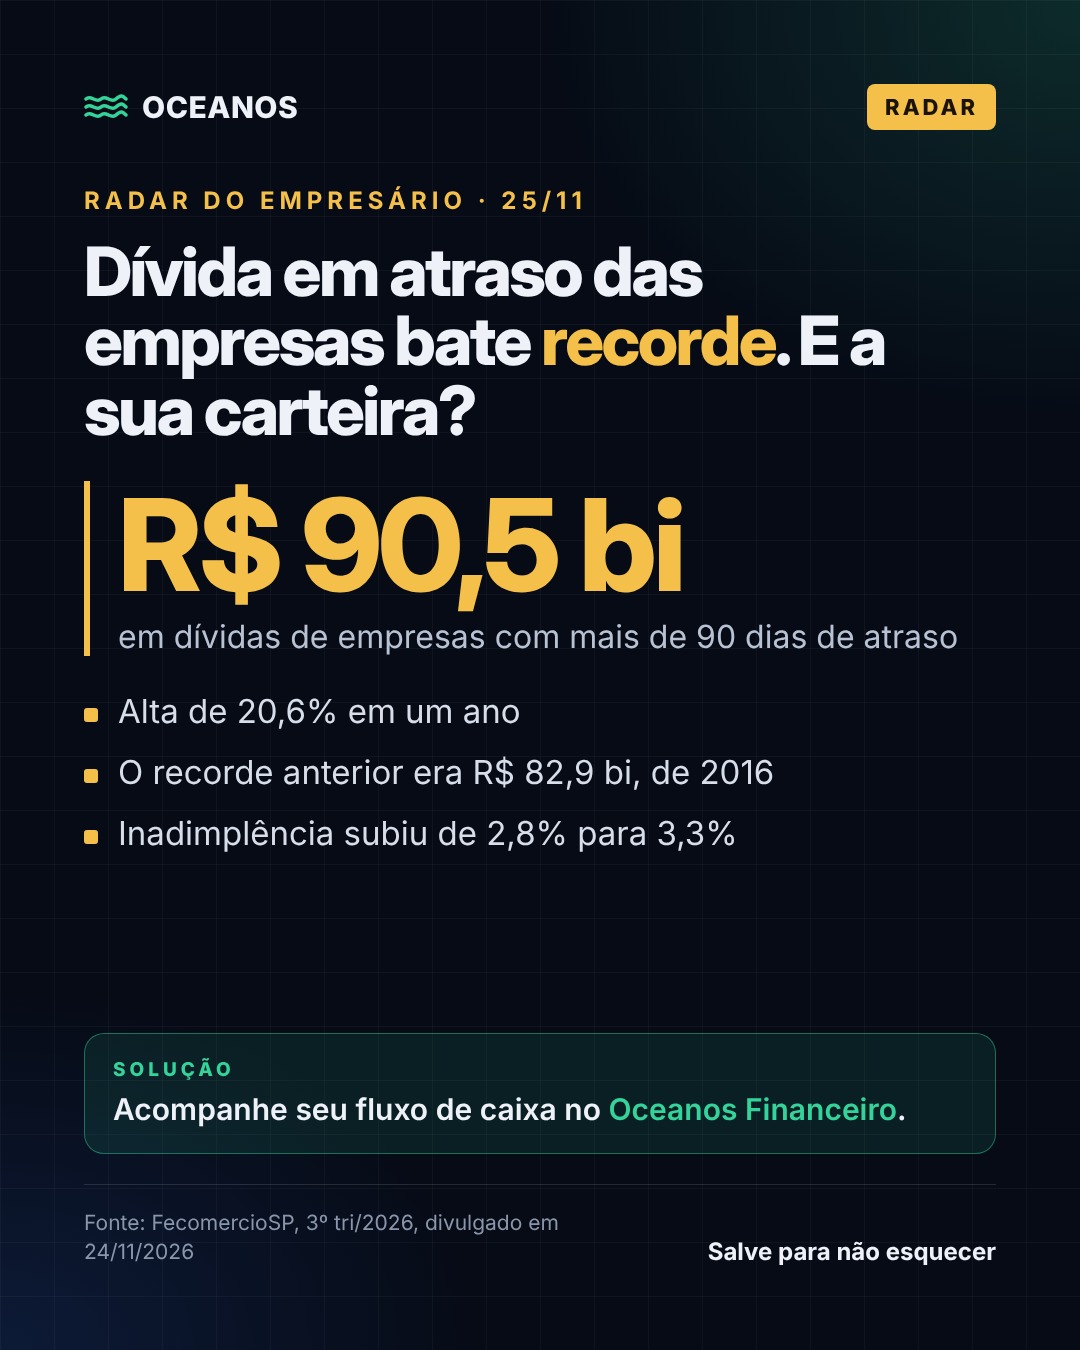 OCEANOS
RADAR
RADAR DO EMPRESÁRIO · 25/11
Dívida em atraso das
empresas bate recorde. E a
sua carteira?
R$ 90,5 bi
em dívidas de empresas com mais de 90 dias de atraso
Alta de 20,6% em um ano
O recorde anterior era R$ 82,9 bi, de 2016
Inadimplência subiu de 2,8% para 3,3%
SOLUÇÃO
Acompanhe seu fluxo de caixa no Oceanos Financeiro.
Fonte: FecomercioSP, 3º tri/2026, divulgado em
24/11/2026
Salve para não esquecer